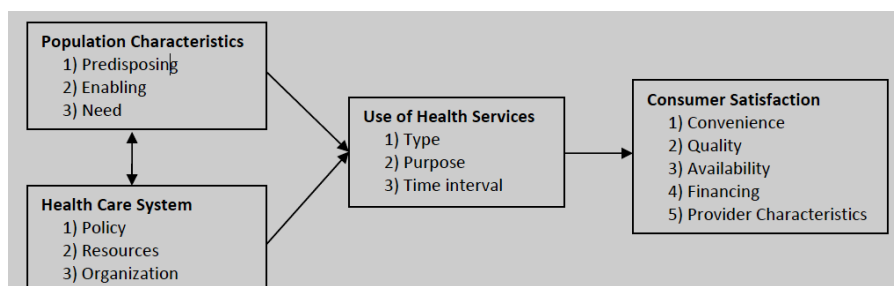 Population Characteristics
1) Predisposing
2) Enabling
3) Need
Health Care System
1) Policy
2) Resources
3) Organization
Use of Health Services
1) Type
2) Purpose
3) Time interval
Consumer Satisfaction
1) Convenience
2) Quality
3) Availability
4) Financing
5) Provider Characteristics